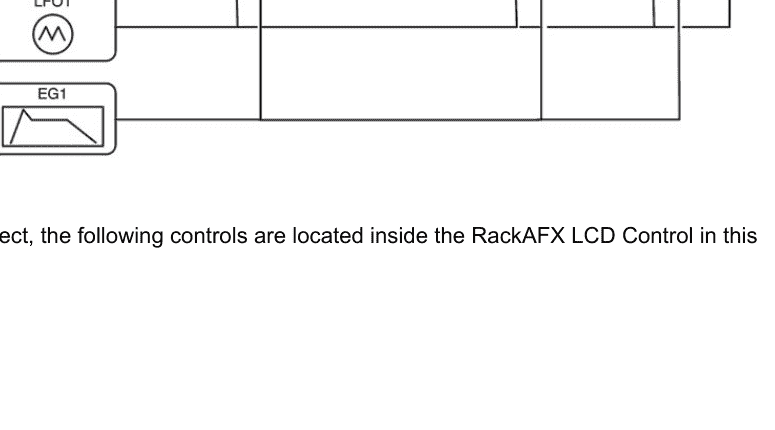 LFO1
EG1
ect, the following controls are located inside the RackAFX LCD Control in this